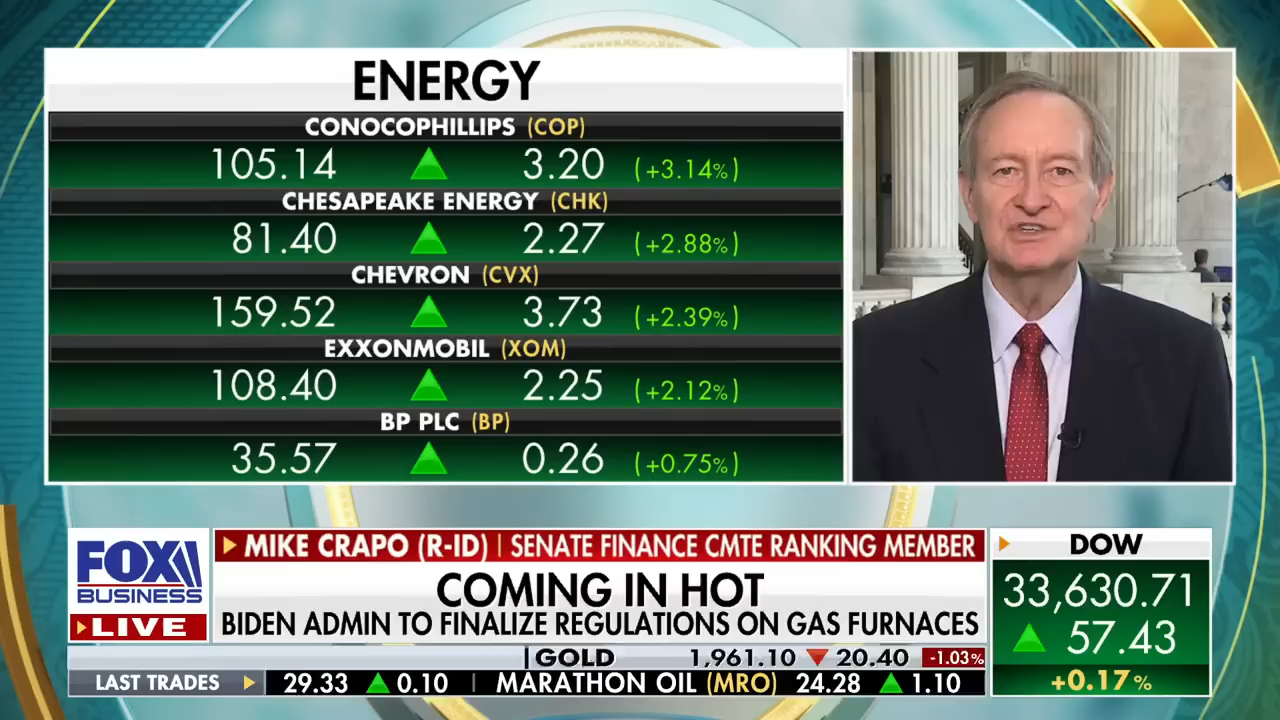 ENERGY
CONOCOPHILLIPS (COP)
105.14 ▲ 3.20 (+3.14%)
CHESAPEAKE ENERGY (CHK)
81.40 ▲ 2.27 (+2.88%)
CHEVRON (CVX)
159.52 ▲ 3.73 (+2.39%)
EXXONMOBIL (XOM)
108.40 ▲ 2.25 (+2.12%)
BP PLC (BP)
35.57 ▲ 0.26 (+0.75%)
FOX BUSINESS
LIVE
MIKE CRAPO (R-ID) | SENATE FINANCE CMTE RANKING MEMBER
COMING IN HOT
BIDEN ADMIN TO FINALIZE REGULATIONS ON GAS FURNACES
DOW
33,630.71
▲ 57.43
+0.17%
GOLD 1,961.10 ▼ 20.40 -1.03%
LAST TRADES 29.33 ▲ 0.10 | MARATHON OIL (MRO) 24.28 ▲ 1.10